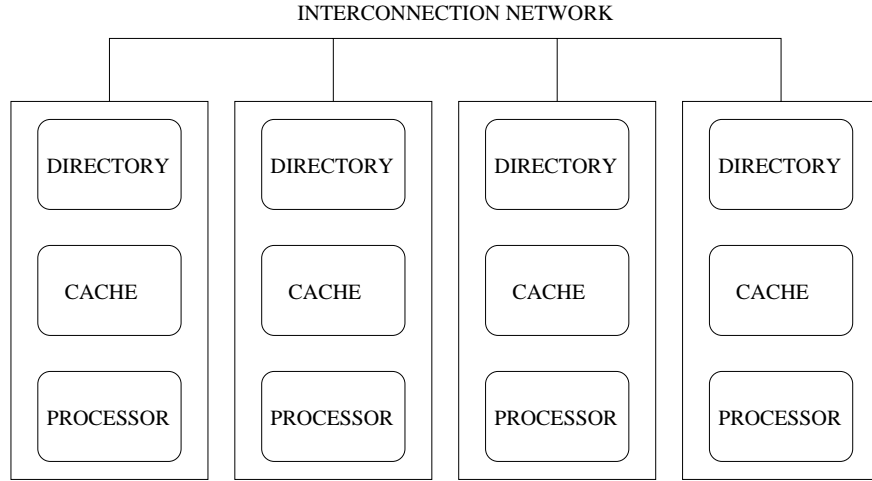 INTERCONNECTION NETWORK
DIRECTORY DIRECTORY DIRECTORY DIRECTORY
CACHE CACHE CACHE CACHE
PROCESSOR PROCESSOR PROCESSOR PROCESSOR